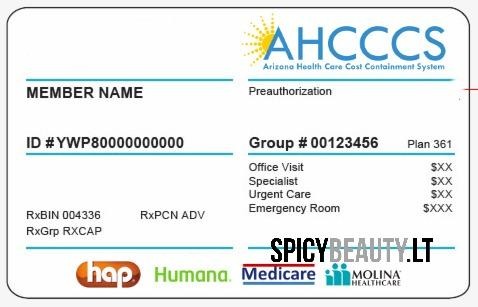 AHCCCS
Arizona Health Care Cost Containment System
MEMBER NAME
Preauthorization
ID #YWP80000000000
Group # 00123456 Plan 361
Office Visit $XX
Specialist $XX
Urgent Care $XX
Emergency Room $XXX
RxBIN 004336 RxPCN ADV
RxGrp RXCAP
SPICYBEAUTY.LT
hap Humana. Medicare MOLINA HEALTHCARE